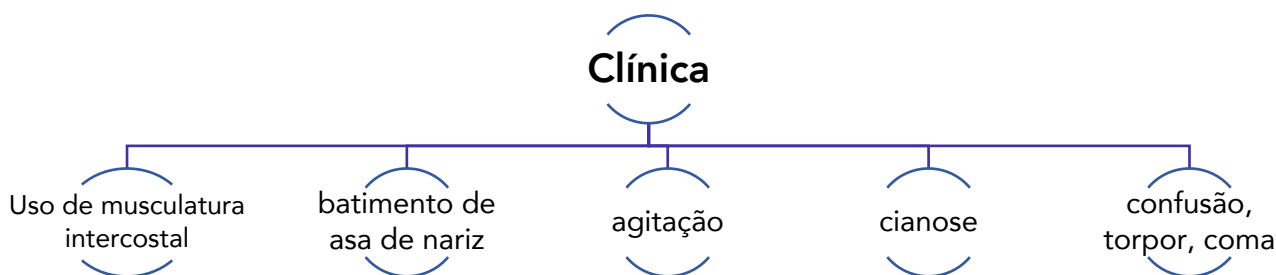 Clínica
Uso de musculatura
intercostal
batimento de
asa de nariz
agitação
cianose
confusão,
torpor, coma